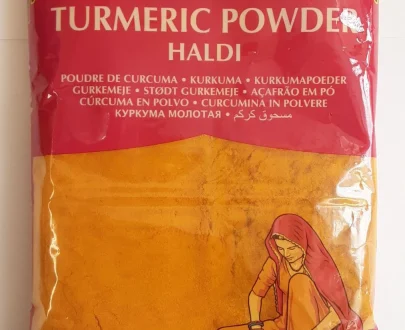 TURMERIC POWDER
HALDI
POUDRE DE CURCUMA • KURKUMA • KURKUMAPOEDER
GURKEMEJE • STØDT GURKEMEJE • AÇAFRÃO EM PÓ
CÚRCUMA EN POLVO • CURCUMINA IN POLVERE
КУРКУМА МОЛОТАЯ • مسحوق كركم